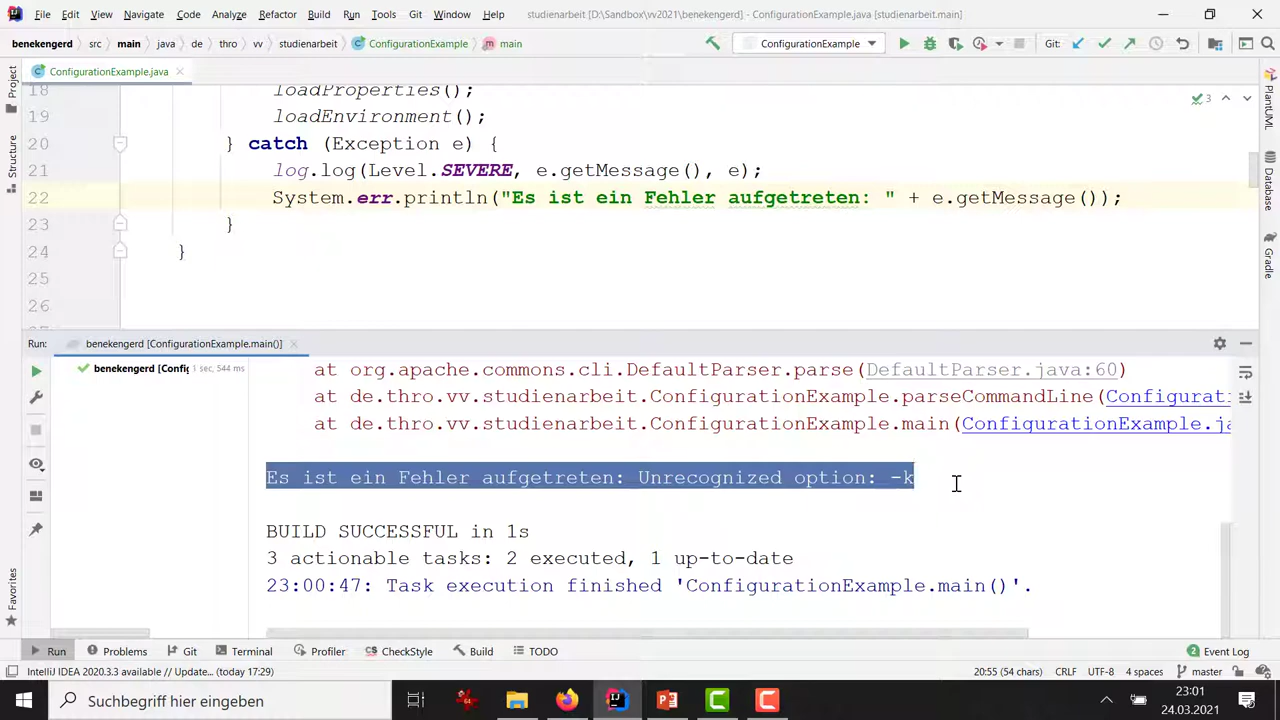 File Edit View Navigate Code Analyze Refactor Build Run Tools Git Window Help studienarbeit [D:\Sandbox\vv2021\benekengerd] - ConfigurationExample.java [studienarbeit.main]
benekengerd src main java de thro vv studienarbeit ConfigurationExample main ConfigurationExample Git:
ConfigurationExample.java
Project
Structure
Favorites
PlantUML
Database
Gradle
3
18 loadProperties();
19 loadEnvironment();
20 } catch (Exception e) {
21 log.log(Level.SEVERE, e.getMessage(), e);
22 System.err.println("Es ist ein Fehler aufgetreten: " + e.getMessage());
23 }
24 }
25
26
Run: benekengerd [ConfigurationExample.main()]
benekengerd [Config 1 sec, 544 ms
at org.apache.commons.cli.DefaultParser.parse(DefaultParser.java:60)
at de.thro.vv.studienarbeit.ConfigurationExample.parseCommandLine(Configurati
at de.thro.vv.studienarbeit.ConfigurationExample.main(ConfigurationExample.ja
Es ist ein Fehler aufgetreten: Unrecognized option: -k
BUILD SUCCESSFUL in 1s
3 actionable tasks: 2 executed, 1 up-to-date
23:00:47: Task execution finished 'ConfigurationExample.main()'.
Run Problems Git Terminal Profiler CheckStyle Build TODO Event Log
IntelliJ IDEA 2020.3.3 available // Update... (today 17:29) 20:55 (54 chars) CRLF UTF-8 4 spaces master
Suchbegriff hier eingeben
23:01
24.03.2021